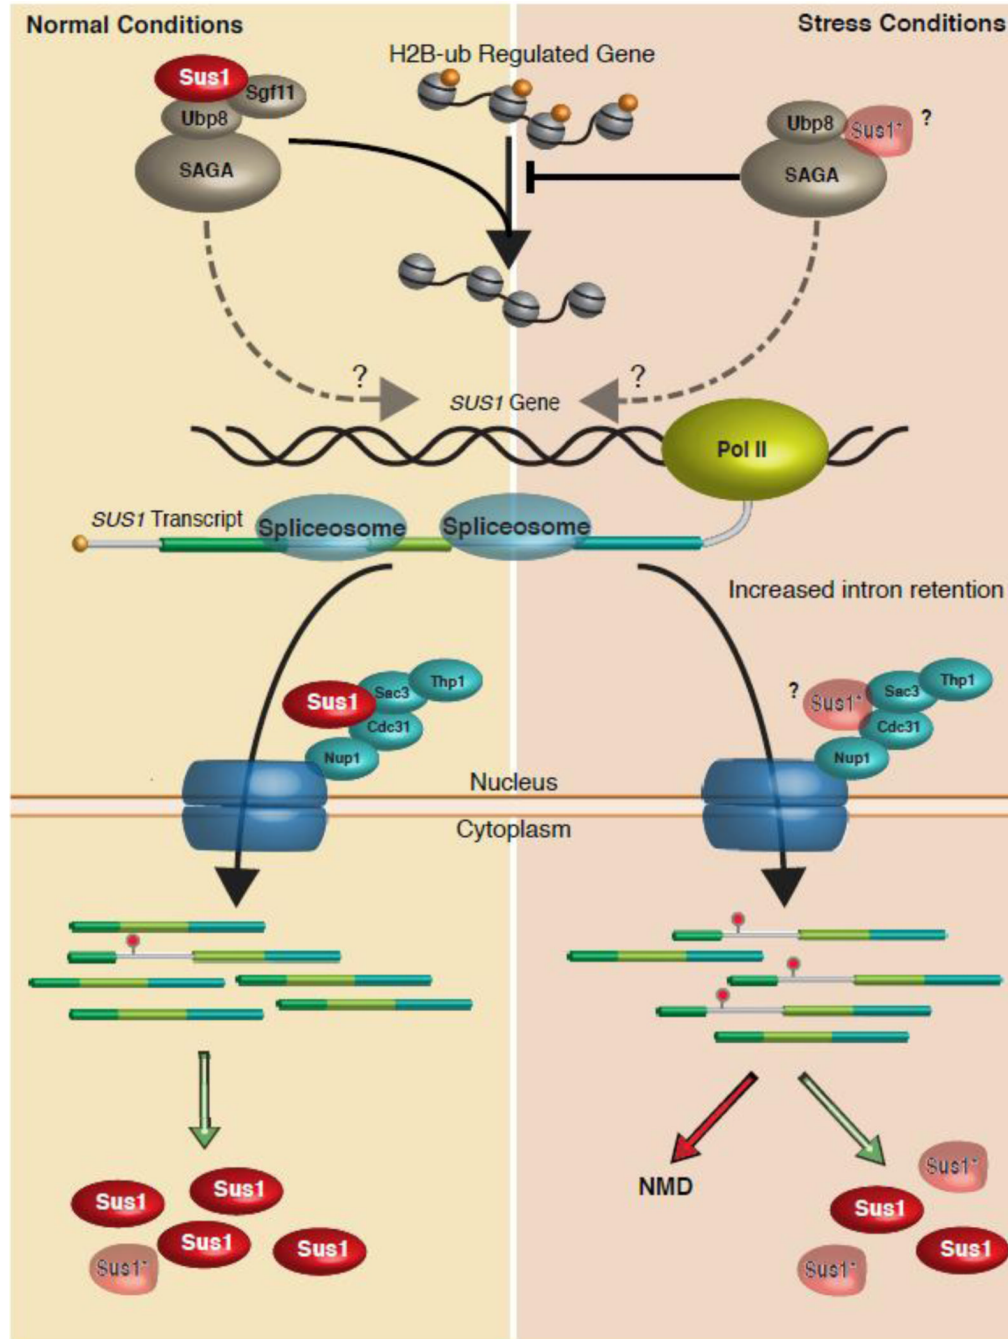 Normal Conditions
Stress Conditions
H2B-ub Regulated Gene
Sus1
Sgf11
Ubp8
SAGA
Ubp8
Sus1*
?
SAGA
?
?
SUS1 Gene
Pol II
SUS1 Transcript
Spliceosome
Spliceosome
Increased intron retention
Sus1
Sac3
Thp1
Cdc31
Nup1
?
Sus1*
Sac3
Thp1
Cdc31
Nup1
Nucleus
Cytoplasm
NMD
Sus1
Sus1
Sus1
Sus1
Sus1*
Sus1*
Sus1
Sus1
Sus1*